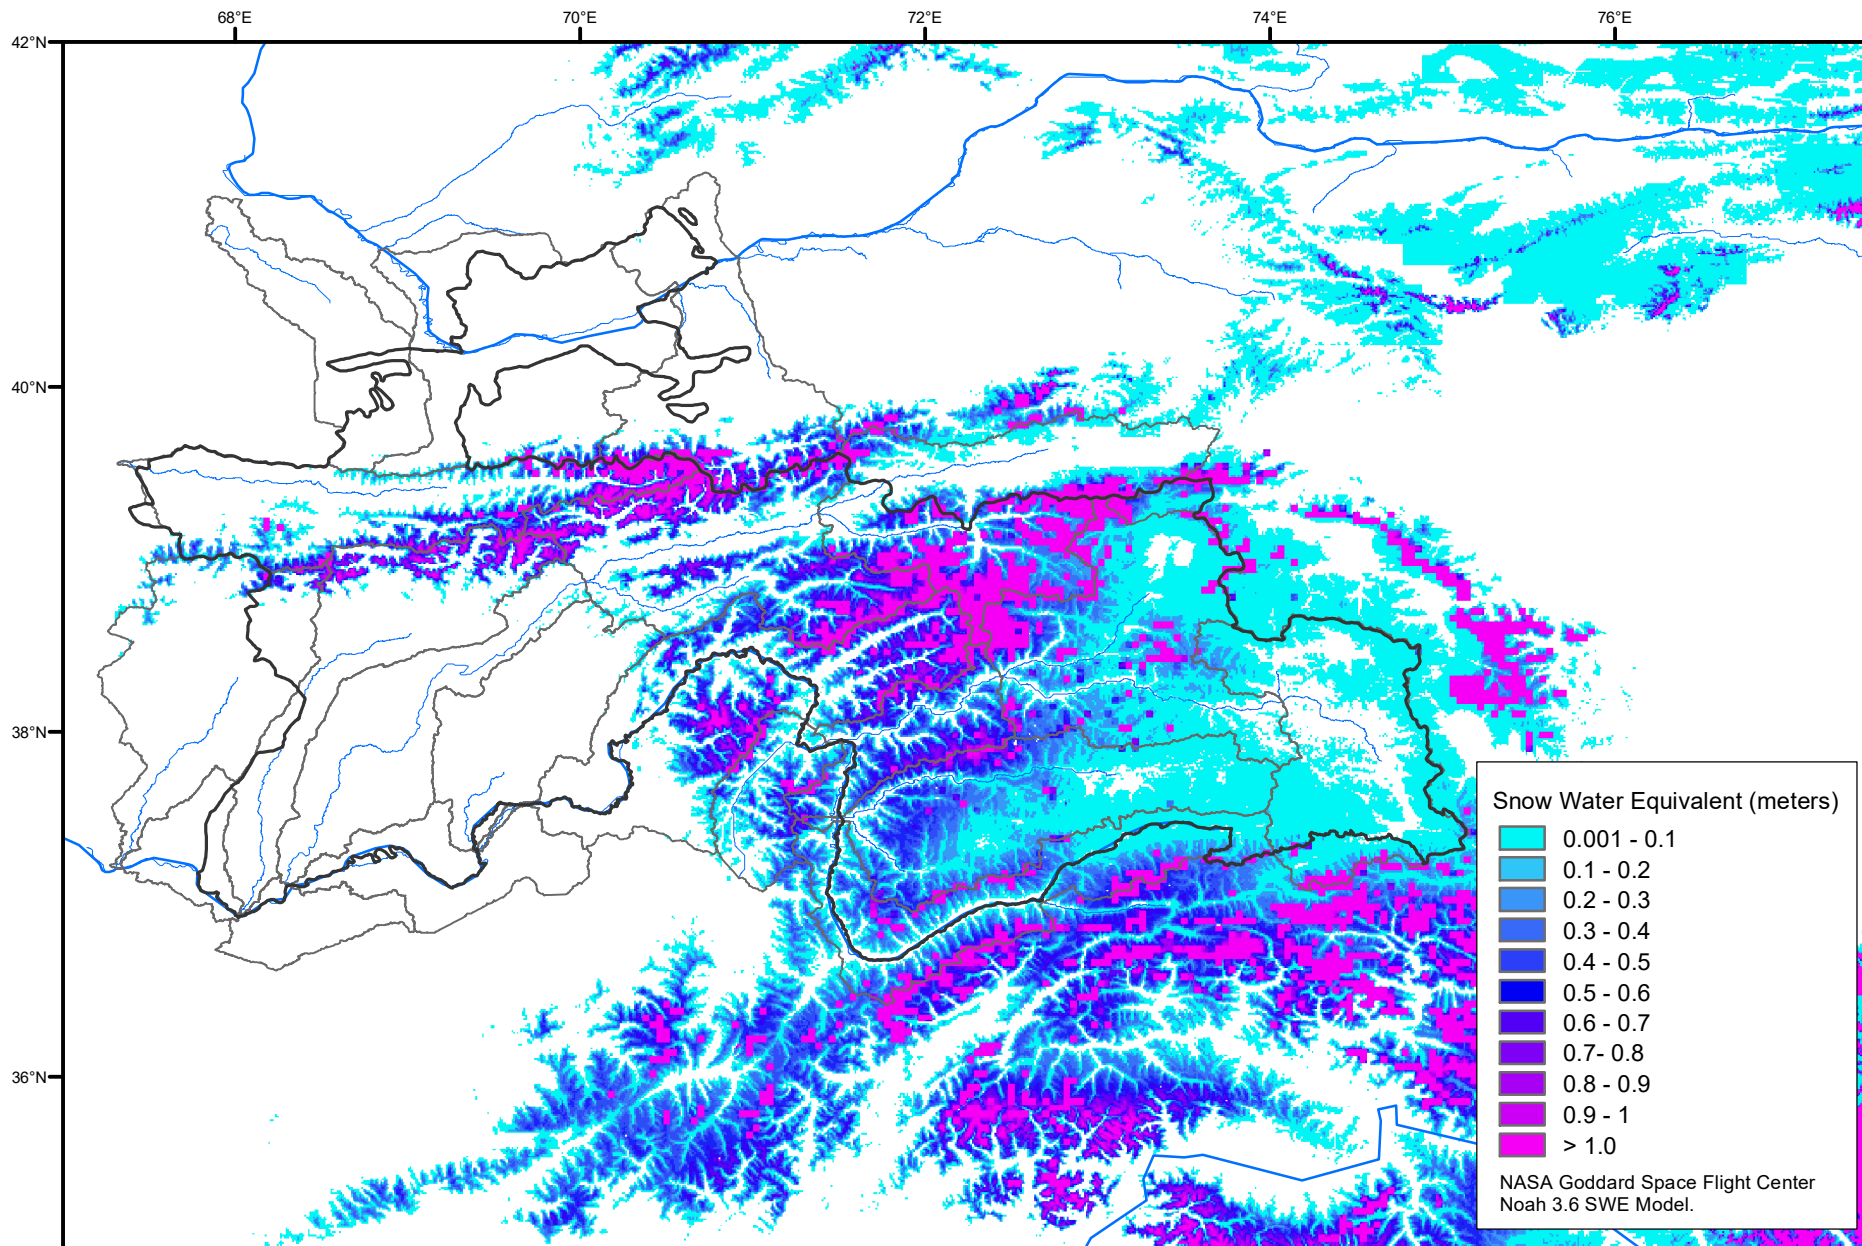 68°E
70°E
72°E
74°E
76°E
42°N
40°N
38°N
36°N
Snow Water Equivalent (meters)
0.001 - 0.1
0.1 - 0.2
0.2 - 0.3
0.3 - 0.4
0.4 - 0.5
0.5 - 0.6
0.6 - 0.7
0.7- 0.8
0.8 - 0.9
0.9 - 1
> 1.0
NASA Goddard Space Flight Center
Noah 3.6 SWE Model.